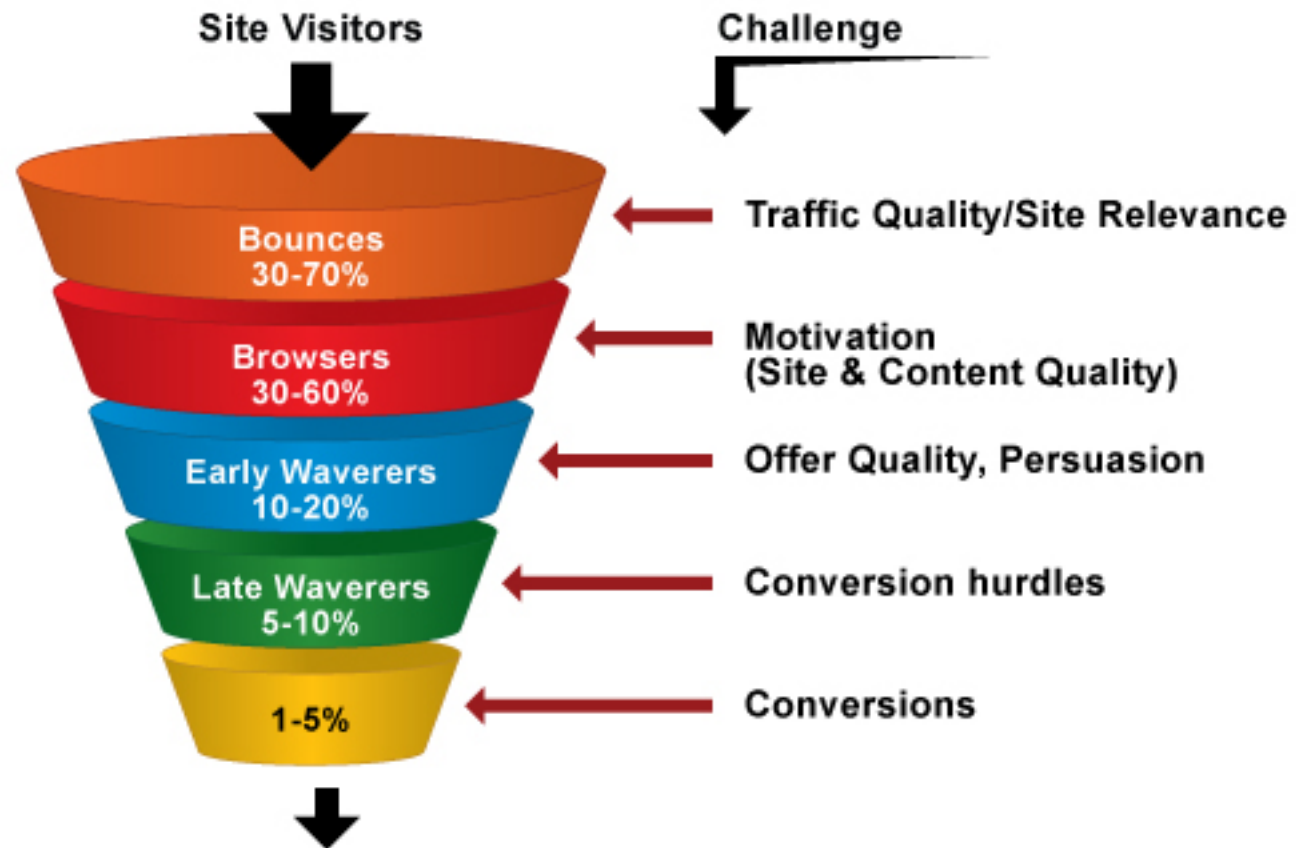 Site Visitors
Challenge
Bounces
30-70%
Traffic Quality/Site Relevance
Browsers
30-60%
Motivation
(Site & Content Quality)
Early Waverers
10-20%
Offer Quality, Persuasion
Late Waverers
5-10%
Conversion hurdles
1-5%
Conversions